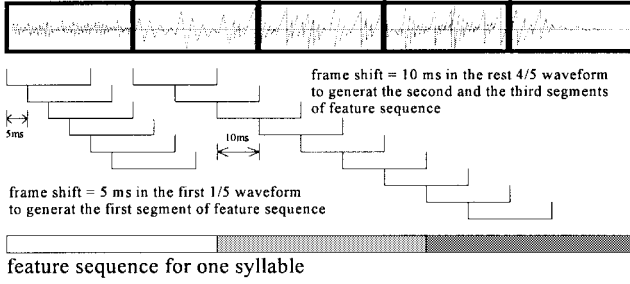 frame shift = 10 ms in the rest 4/5 waveform
to generat the second and the third segments
of feature sequence
5ms
10ms
frame shift = 5 ms in the first 1/5 waveform
to generat the first segment of feature sequence
feature sequence for one syllable